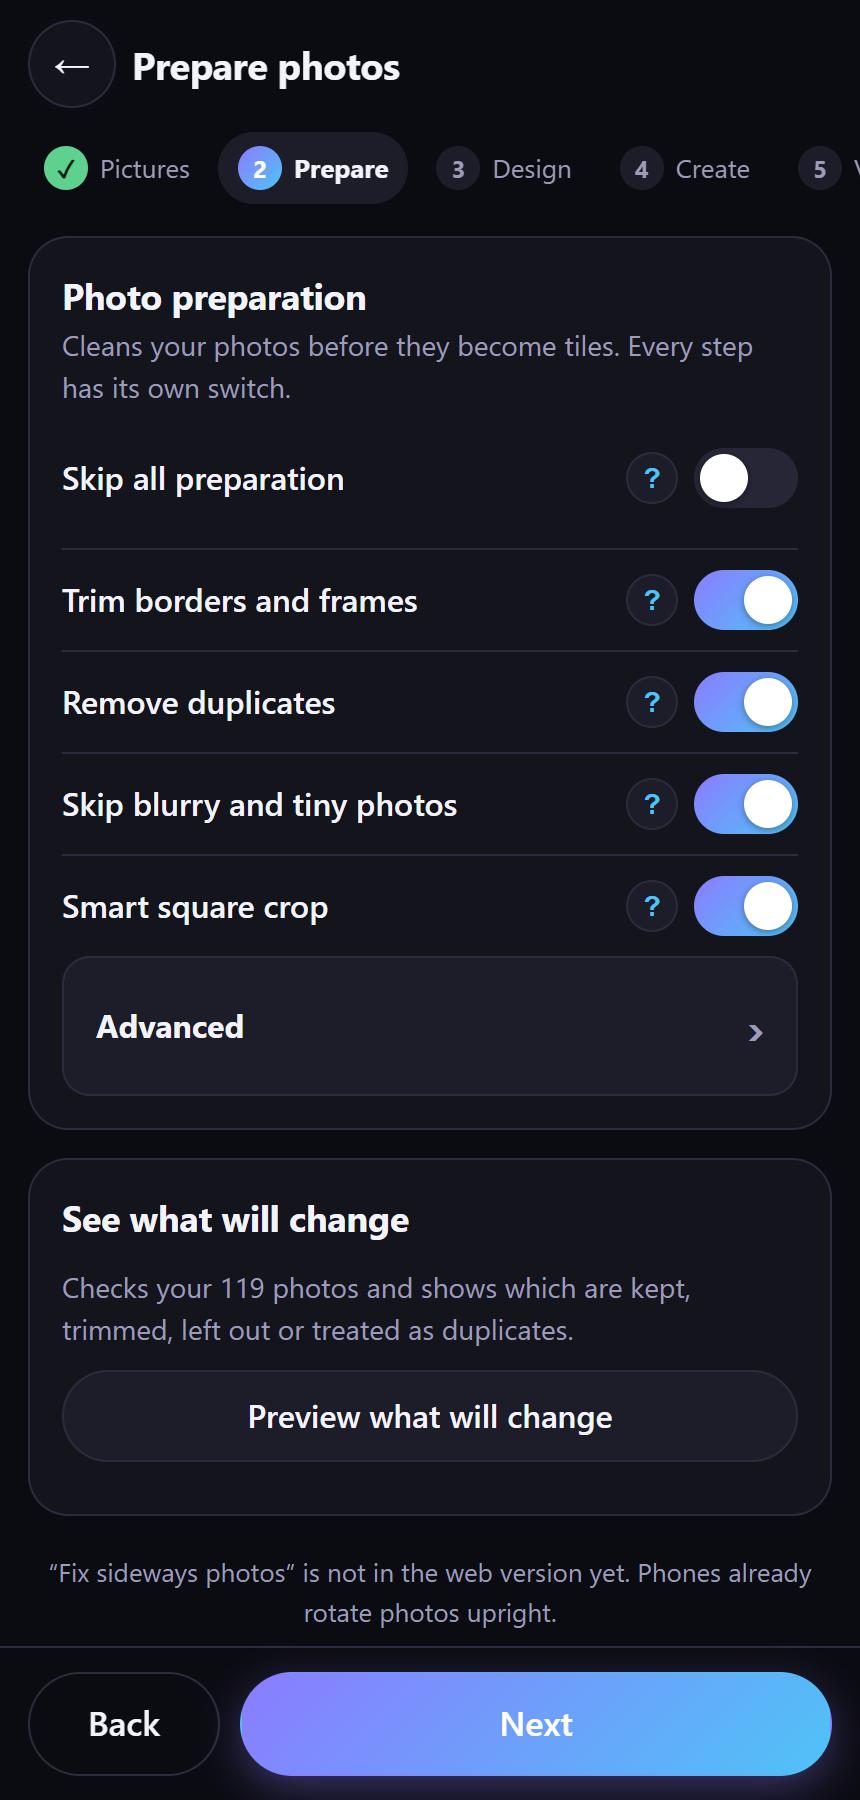 Prepare photos
Pictures
2 Prepare
3 Design
4 Create
5
Photo preparation
Cleans your photos before they become tiles. Every step
has its own switch.
Skip all preparation ?
Trim borders and frames ?
Remove duplicates ?
Skip blurry and tiny photos ?
Smart square crop ?
Advanced
See what will change
Checks your 119 photos and shows which are kept,
trimmed, left out or treated as duplicates.
Preview what will change
“Fix sideways photos” is not in the web version yet. Phones already
rotate photos upright.
Back
Next